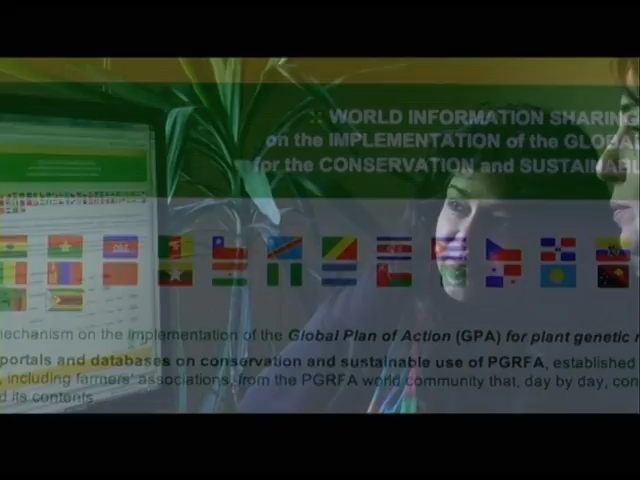 :: WORLD INFORMATION SHARING
on the IMPLEMENTATION of the GLOBAL
for the CONSERVATION and SUSTAINABL
mechanism on the implementation of the Global Plan of Action (GPA) for plant genetic r
portals and databases on conservation and sustainable use of PGRFA, established
, including farmers' associations, from the PGRFA world community that, day by day, con
d its contents